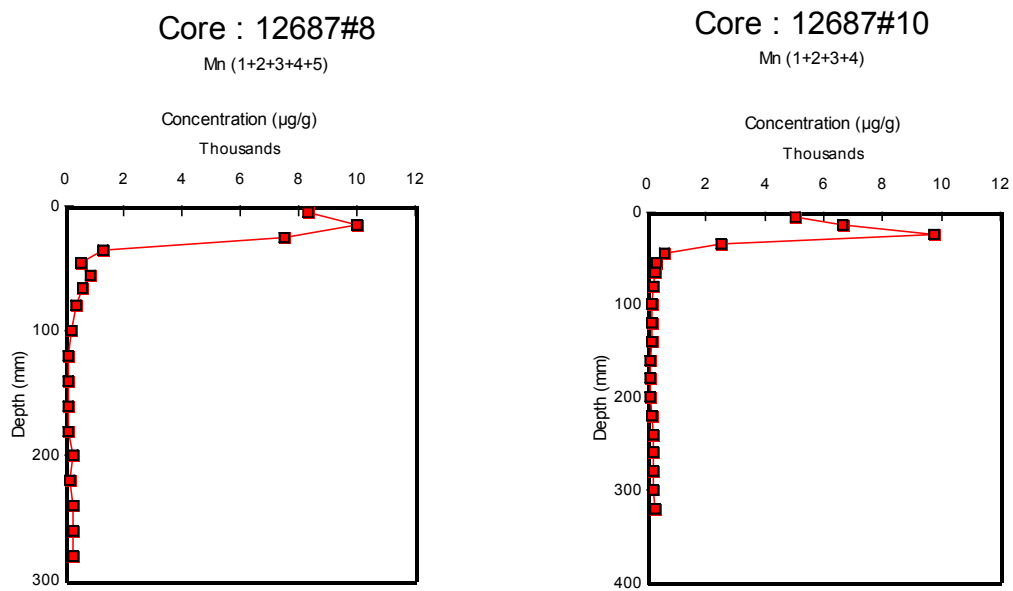 Core : 12687#8
Mn (1+2+3+4+5)
Concentration (µg/g)
Thousands
0 2 4 6 8 10 12
0
100
200
300
Depth (mm)
Core : 12687#10
Mn (1+2+3+4)
Concentration (µg/g)
Thousands
0 2 4 6 8 10 12
0
100
200
300
400
Depth (mm)